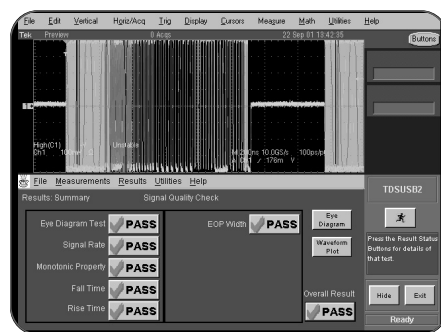 File Edit Vertical Horiz/Acq Trig Display Cursors Measure Math Utilities Help
Tek Preview 0 Acqs 22 Sep 01 13:42:35 Buttons
High(C1) Unstable
Ch1 M 200ns 10.0GS/s 100ps/pt
A Ch1 176m V
File Measurements Results Utilities Help
TDSUSB2
Results: Summary Signal Quality Check
Eye Diagram Test PASS
EOP Width PASS
Eye Diagram
Signal Rate PASS
Waveform Plot
Press the Result Status Buttons for details of that test.
Monotonic Property PASS
Fall Time PASS
Overall Result
Hide Exit
Rise Time PASS
PASS
Ready